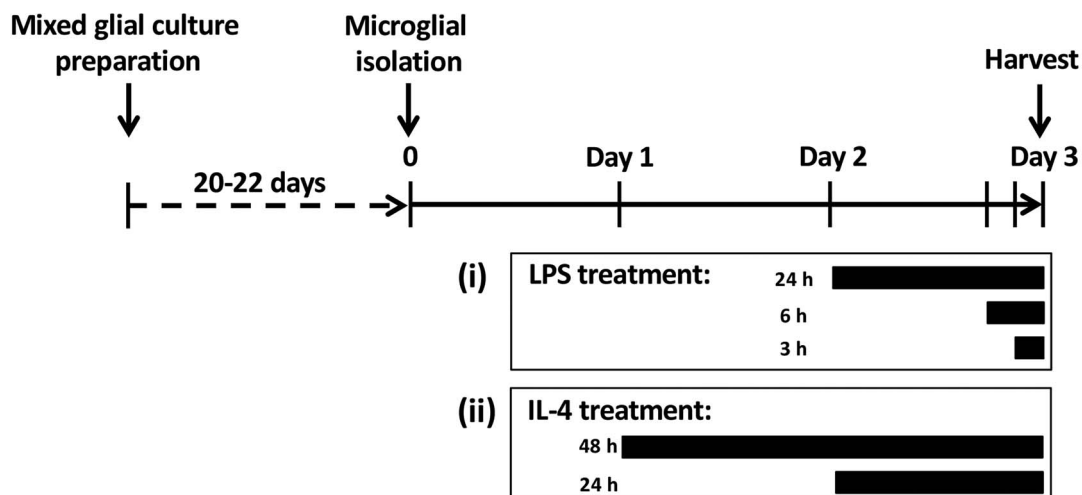 Mixed glial culture
preparation
Microglial
isolation
Harvest
0
Day 1
Day 2
Day 3
20-22 days
(i)
LPS treatment:
24 h
6 h
3 h
(ii)
IL-4 treatment:
48 h
24 h